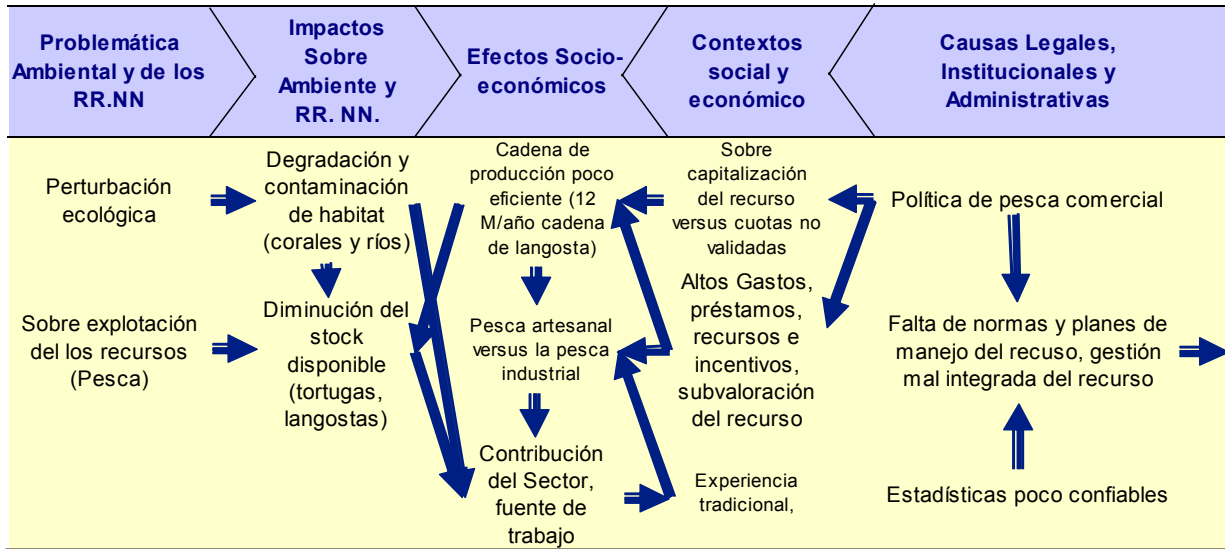 Problemática
Ambiental y de los
RR.NN
Impactos
Sobre
Ambiente y
RR. NN.
Efectos Socio-
económicos
Contextos
social y
económico
Causas Legales,
Institucionales y
Administrativas
Perturbación
ecológica
Sobre explotación
del los recursos
(Pesca)
Degradación y
contaminación
de habitat
(corales y ríos)
Diminución del
stock
disponible
(tortugas,
langostas)
Cadena de
producción poco
eficiente (12
M/año cadena
de langosta)
Pesca artesanal
versus la pesca
industrial
Contribución
del Sector,
fuente de
trabajo
Sobre
capitalización
del recurso
versus cuotas no
validadas
Altos Gastos,
préstamos,
recursos e
incentivos,
subvaloración
del recurso
Experiencia
tradicional,
Política de pesca comercial
Falta de normas y planes de
manejo del recuso, gestión
mal integrada del recurso
Estadísticas poco confiables